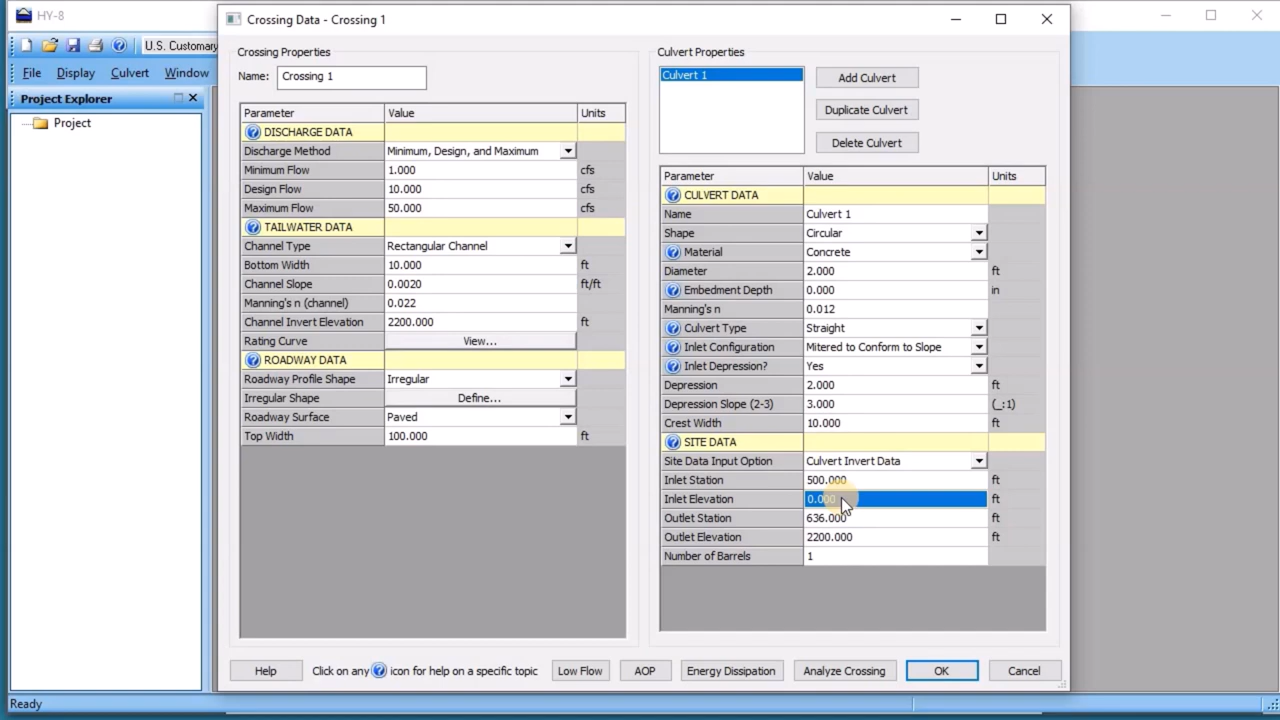 HY-8
Crossing Data - Crossing 1
U.S. Customary
File Display Culvert Window
Project Explorer
Project
Ready
Crossing Properties
Name: Crossing 1
Parameter Value Units
DISCHARGE DATA
Discharge Method Minimum, Design, and Maximum
Minimum Flow 1.000 cfs
Design Flow 10.000 cfs
Maximum Flow 50.000 cfs
TAILWATER DATA
Channel Type Rectangular Channel
Bottom Width 10.000 ft
Channel Slope 0.0020 ft/ft
Manning's n (channel) 0.022
Channel Invert Elevation 2200.000 ft
Rating Curve View...
ROADWAY DATA
Roadway Profile Shape Irregular
Irregular Shape Define...
Roadway Surface Paved
Top Width 100.000 ft
Culvert Properties
Culvert 1
Add Culvert
Duplicate Culvert
Delete Culvert
Parameter Value Units
CULVERT DATA
Name Culvert 1
Shape Circular
Material Concrete
Diameter 2.000 ft
Embedment Depth 0.000 in
Manning's n 0.012
Culvert Type Straight
Inlet Configuration Mitered to Conform to Slope
Inlet Depression? Yes
Depression 2.000 ft
Depression Slope (2-3) 3.000 (_:1)
Crest Width 10.000 ft
SITE DATA
Site Data Input Option Culvert Invert Data
Inlet Station 500.000 ft
Inlet Elevation 0.000 ft
Outlet Station 636.000 ft
Outlet Elevation 2200.000 ft
Number of Barrels 1
Help Click on any ? icon for help on a specific topic Low Flow AOP Energy Dissipation Analyze Crossing OK Cancel